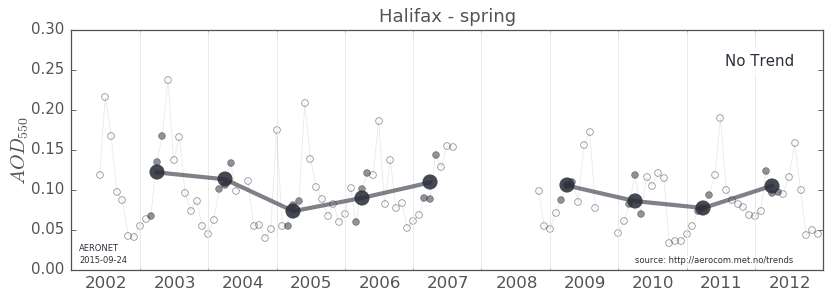 Halifax - spring
No Trend
AOD550
0.30
0.25
0.20
0.15
0.10
0.05
0.00
AERONET
2015-09-24
source: http://aerocom.met.no/trends
2002 2003 2004 2005 2006 2007 2008 2009 2010 2011 2012